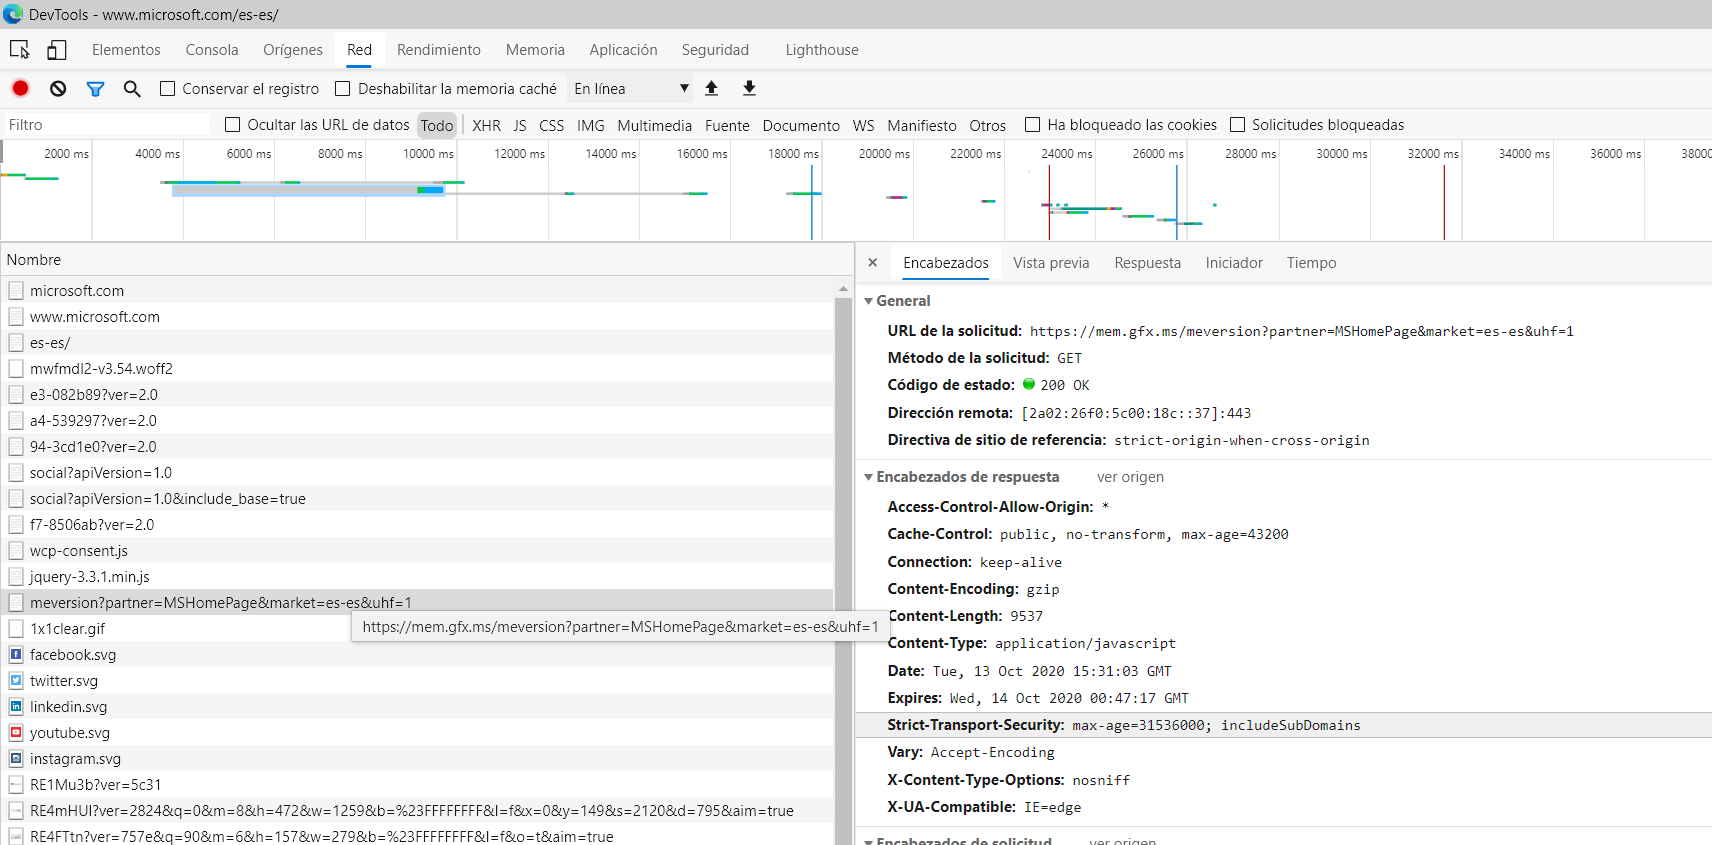 DevTools - www.microsoft.com/es-es/
Elementos Consola Orígenes Red Rendimiento Memoria Aplicación Seguridad Lighthouse
Conservar el registro Deshabilitar la memoria caché En línea
Filtro Ocultar las URL de datos Todo XHR JS CSS IMG Multimedia Fuente Documento WS Manifiesto Otros Ha bloqueado las cookies Solicitudes bloqueadas
2000 ms 4000 ms 6000 ms 8000 ms 10000 ms 12000 ms 14000 ms 16000 ms 18000 ms 20000 ms 22000 ms 24000 ms 26000 ms 28000 ms 30000 ms 32000 ms 34000 ms 36000 ms 38000
Nombre
microsoft.com
www.microsoft.com
es-es/
mwfmdl2-v3.54.woff2
e3-082b89?ver=2.0
a4-539297?ver=2.0
94-3cd1e0?ver=2.0
social?apiVersion=1.0
social?apiVersion=1.0&include_base=true
f7-8506ab?ver=2.0
wcp-consent.js
jquery-3.3.1.min.js
meversion?partner=MSHomePage&market=es-es&uhf=1
https://mem.gfx.ms/meversion?partner=MSHomePage&market=es-es&uhf=1
1x1clear.gif
facebook.svg
twitter.svg
linkedin.svg
youtube.svg
instagram.svg
RE1Mu3b?ver=5c31
RE4mHUI?ver=2824&q=0&m=8&h=472&w=1259&b=%23FFFFFFFF&l=f&x=0&y=149&s=2120&d=795&aim=true
RE4FTtn?ver=757e&q=90&m=6&h=157&w=279&b=%23FFFFFFFF&l=f&o=t&aim=true
Encabezados Vista previa Respuesta Iniciador Tiempo
General
URL de la solicitud: https://mem.gfx.ms/meversion?partner=MSHomePage&market=es-es&uhf=1
Método de la solicitud: GET
Código de estado: 200 OK
Dirección remota: [2a02:26f0:5c00:18c::37]:443
Directiva de sitio de referencia: strict-origin-when-cross-origin
Encabezados de respuesta ver origen
Access-Control-Allow-Origin: *
Cache-Control: public, no-transform, max-age=43200
Connection: keep-alive
Content-Encoding: gzip
Content-Length: 9537
Content-Type: application/javascript
Date: Tue, 13 Oct 2020 15:31:03 GMT
Expires: Wed, 14 Oct 2020 00:47:17 GMT
Strict-Transport-Security: max-age=31536000; includeSubDomains
Vary: Accept-Encoding
X-Content-Type-Options: nosniff
X-UA-Compatible: IE=edge
Encabezados de solicitud ver origen